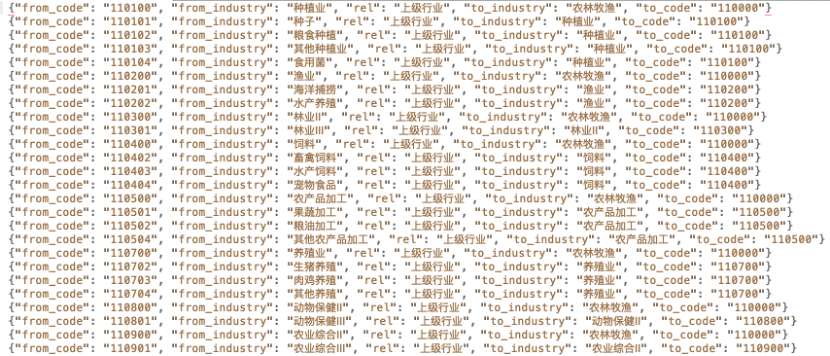 {"from_code": "110100", "from_industry": "种植业", "rel": "上级行业", "to_industry": "农林牧渔", "to_code": "110000"}
{"from_code": "110101", "from_industry": "种子", "rel": "上级行业", "to_industry": "种植业", "to_code": "110100"}
{"from_code": "110102", "from_industry": "粮食种植", "rel": "上级行业", "to_industry": "种植业", "to_code": "110100"}
{"from_code": "110103", "from_industry": "其他种植业", "rel": "上级行业", "to_industry": "种植业", "to_code": "110100"}
{"from_code": "110104", "from_industry": "食用菌", "rel": "上级行业", "to_industry": "种植业", "to_code": "110100"}
{"from_code": "110200", "from_industry": "渔业", "rel": "上级行业", "to_industry": "农林牧渔", "to_code": "110000"}
{"from_code": "110201", "from_industry": "海洋捕捞", "rel": "上级行业", "to_industry": "渔业", "to_code": "110200"}
{"from_code": "110202", "from_industry": "水产养殖", "rel": "上级行业", "to_industry": "渔业", "to_code": "110200"}
{"from_code": "110300", "from_industry": "林业Ⅱ", "rel": "上级行业", "to_industry": "农林牧渔", "to_code": "110000"}
{"from_code": "110301", "from_industry": "林业Ⅲ", "rel": "上级行业", "to_industry": "林业Ⅱ", "to_code": "110300"}
{"from_code": "110400", "from_industry": "饲料", "rel": "上级行业", "to_industry": "农林牧渔", "to_code": "110000"}
{"from_code": "110402", "from_industry": "畜禽饲料", "rel": "上级行业", "to_industry": "饲料", "to_code": "110400"}
{"from_code": "110403", "from_industry": "水产饲料", "rel": "上级行业", "to_industry": "饲料", "to_code": "110400"}
{"from_code": "110404", "from_industry": "宠物食品", "rel": "上级行业", "to_industry": "饲料", "to_code": "110400"}
{"from_code": "110500", "from_industry": "农产品加工", "rel": "上级行业", "to_industry": "农林牧渔", "to_code": "110000"}
{"from_code": "110501", "from_industry": "果蔬加工", "rel": "上级行业", "to_industry": "农产品加工", "to_code": "110500"}
{"from_code": "110502", "from_industry": "粮油加工", "rel": "上级行业", "to_industry": "农产品加工", "to_code": "110500"}
{"from_code": "110504", "from_industry": "其他农产品加工", "rel": "上级行业", "to_industry": "农产品加工", "to_code": "110500"}
{"from_code": "110700", "from_industry": "养殖业", "rel": "上级行业", "to_industry": "农林牧渔", "to_code": "110000"}
{"from_code": "110702", "from_industry": "生猪养殖", "rel": "上级行业", "to_industry": "养殖业", "to_code": "110700"}
{"from_code": "110703", "from_industry": "肉鸡养殖", "rel": "上级行业", "to_industry": "养殖业", "to_code": "110700"}
{"from_code": "110704", "from_industry": "其他养殖", "rel": "上级行业", "to_industry": "养殖业", "to_code": "110700"}
{"from_code": "110800", "from_industry": "动物保健Ⅱ", "rel": "上级行业", "to_industry": "农林牧渔", "to_code": "110000"}
{"from_code": "110801", "from_industry": "动物保健Ⅲ", "rel": "上级行业", "to_industry": "动物保健Ⅱ", "to_code": "110800"}
{"from_code": "110900", "from_industry": "农业综合Ⅱ", "rel": "上级行业", "to_industry": "农林牧渔", "to_code": "110000"}
{"from_code": "110901", "from_industry": "农业综合Ⅲ", "rel": "上级行业", "to_industry": "农业综合Ⅱ", "to_code": "110900"}